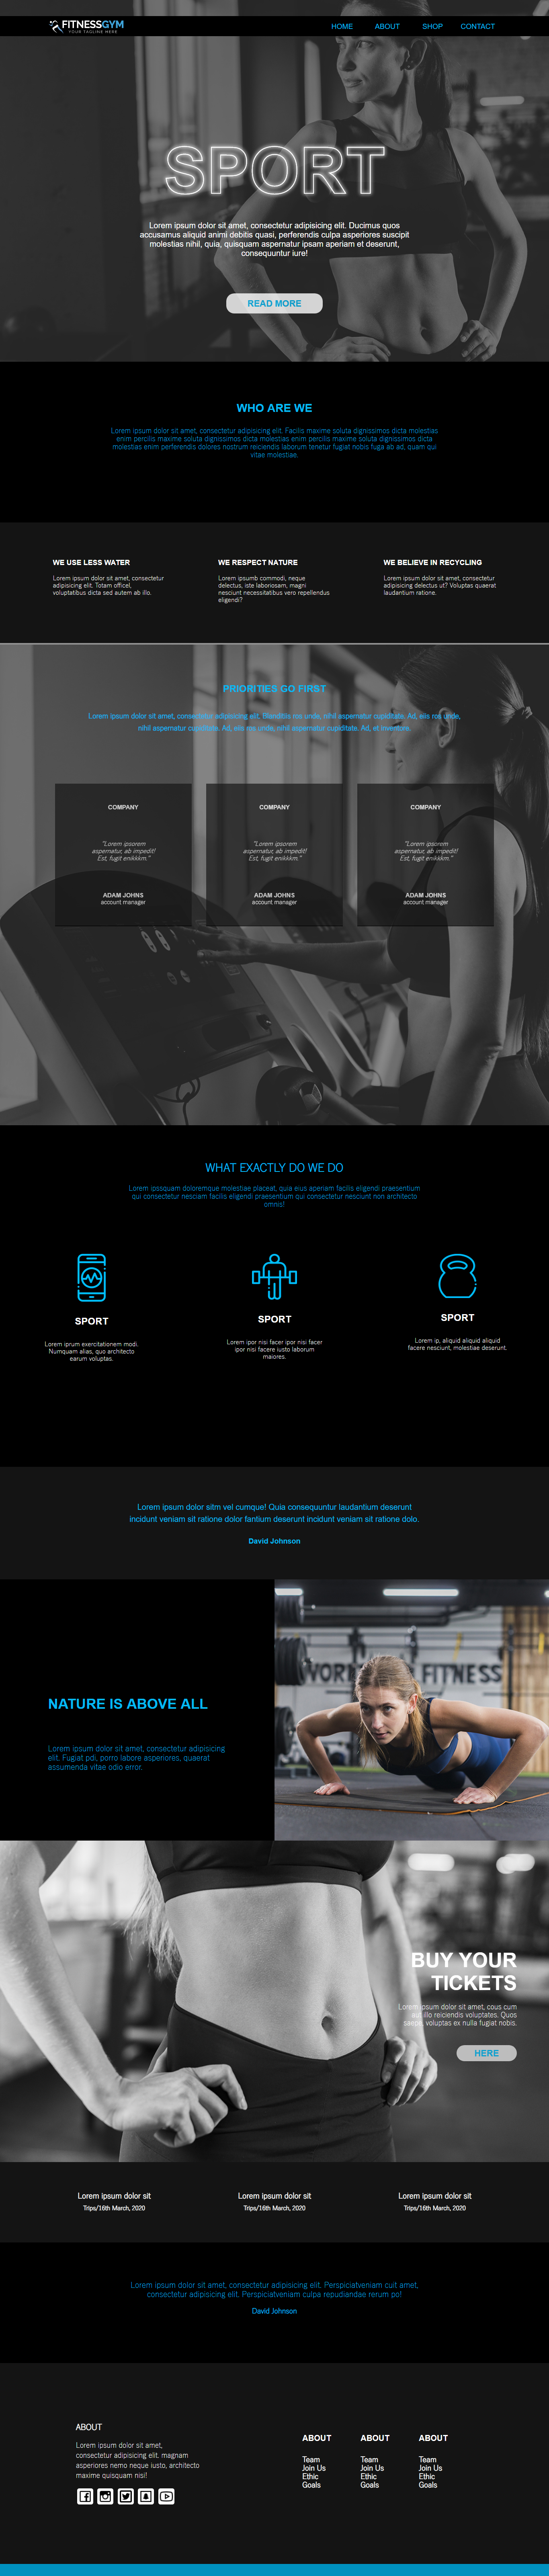 FITNESSGYM
YOUR TAGLINE HERE
HOME ABOUT SHOP CONTACT
SPORT
Lorem ipsum dolor sit amet, consectetur adipisicing elit. Ducimus quos
accusamus aliquid animi debitis quasi, perferendis culpa asperiores suscipit
molestias nihil, quia, quisquam aspernatur ipsam aperiam et deserunt,
consequuntur iure!
READ MORE
WHO ARE WE
Lorem ipsum dolor sit amet, consectetur adipisicing elit. Facilis maxime soluta dignissimos dicta molestias
enim percilis maxime soluta dignissimos dicta molestias enim percilis maxime soluta dignissimos dicta
molestias enim perferendis dolores nostrum reiciendis laborum tenetur fugiat nobis fuga ab ad, quam qui
vitae molestiae.
WE USE LESS WATER
Lorem ipsum dolor sit amet, consectetur
adipisicing elit. Totam officel,
voluptatibus dicta sed autem ab illo.
WE RESPECT NATURE
Lorem ipsumb commodi, neque
delectus, iste laboriosam, magni
nesciunt necessitatibus vero repellendus
eligendi?
WE BELIEVE IN RECYCLING
Lorem ipsum dolor sit amet, consectetur
adipisicing delectus ut? Voluptas quaerat
laudantium ratione.
PRIORITIES GO FIRST
Lorem ipsum dolor sit amet, consectetur adipisicing elit. Blanditiis ros unde, nihil aspernatur cupiditate. Ad, eiis ros unde,
nihil aspernatur cupiditate. Ad, eiis ros unde, nihil aspernatur cupiditate. Ad, et inventore.
COMPANY
"Lorem ipsorem
aspernatur, ab impedit!
Est, fugit enikkkm."
ADAM JOHNS
account manager
COMPANY
"Lorem ipsorem
aspernatur, ab impedit!
Est, fugit enikkkm."
ADAM JOHNS
account manager
COMPANY
"Lorem ipsorem
aspernatur, ab impedit!
Est, fugit enikkkm."
ADAM JOHNS
account manager
WHAT EXACTLY DO WE DO
Lorem ipssquam doloremque molestiae placeat, quia eius aperiam facilis eligendi praesentium
qui consectetur nesciam facilis eligendi praesentium qui consectetur nesciunt non architecto
omnis!
SPORT
Lorem iprum exercitationem modi.
Numquam alias, quo architecto
earum voluptas.
SPORT
Lorem ipor nisi facer ipor nisi facer
ipor nisi facere iusto laborum
maiores.
SPORT
Lorem ip, aliquid aliquid aliquid
facere nesciunt, molestiae deserunt.
Lorem ipsum dolor sitm vel cumque! Quia consequuntur laudantium deserunt
incidunt veniam sit ratione dolor fantium deserunt incidunt veniam sit ratione dolo.
David Johnson
NATURE IS ABOVE ALL
Lorem ipsum dolor sit amet, consectetur adipisicing
elit. Fugiat pdi, porro labore asperiores, quaerat
assumenda vitae odio error.
BUY YOUR
TICKETS
Lorem ipsum dolor sit amet, cous cum
aut illo reiciendis voluptates. Quos
saepe, voluptas ex nulla fugiat nobis.
HERE
Lorem ipsum dolor sit
Trips/16th March, 2020
Lorem ipsum dolor sit
Trips/16th March, 2020
Lorem ipsum dolor sit
Trips/16th March, 2020
Lorem ipsum dolor sit amet, consectetur adipisicing elit. Perspiciatveniam cuit amet,
consectetur adipisicing elit. Perspiciatveniam culpa repudiandae rerum po!
David Johnson
ABOUT
Lorem ipsum dolor sit amet,
consectetur adipisicing elit. magnam
asperiores nemo neque iusto, architecto
maxime quisquam nisi!
ABOUT
Team
Join Us
Ethic
Goals
ABOUT
Team
Join Us
Ethic
Goals
ABOUT
Team
Join Us
Ethic
Goals